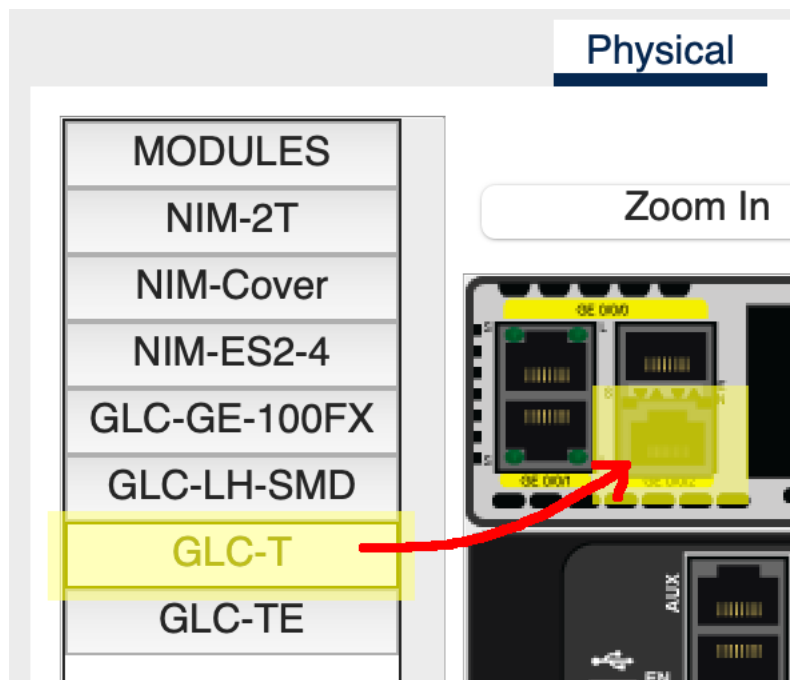 Physical
MODULES
NIM-2T
NIM-Cover
NIM-ES2-4
GLC-GE-100FX
GLC-LH-SMD
GLC-T
GLC-TE
Zoom In
GE 0/0/0
S
L
S
GE 0/0/1
GE 0/0/2
AUX
EN